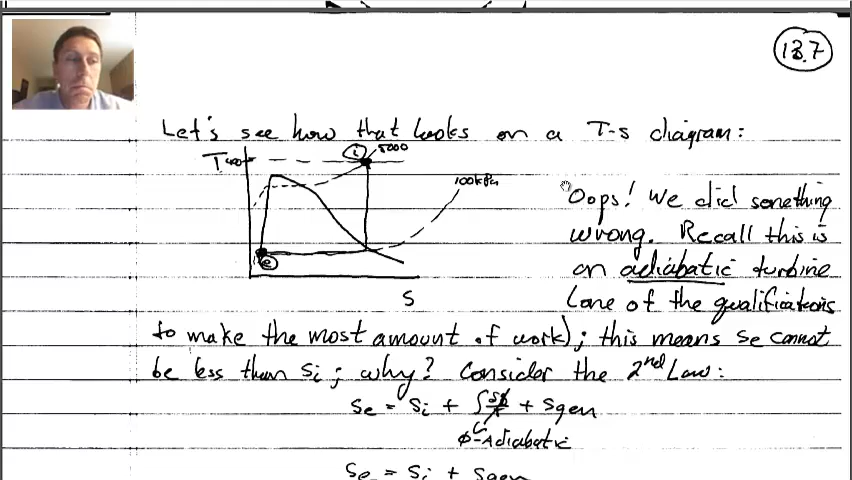 13.7
Let's see how that looks on a T-s diagram:
T 400
i
5000
100kPa
e
S
Oops! We did something
wrong. Recall this is
an adiabatic turbine
(one of the qualifications
to make the most amount of work); this means se cannot
be less than si; why? Consider the 2nd Law:
se = si + ∫δq/T + sgen
φ-Adiabatic
se = si + sgen